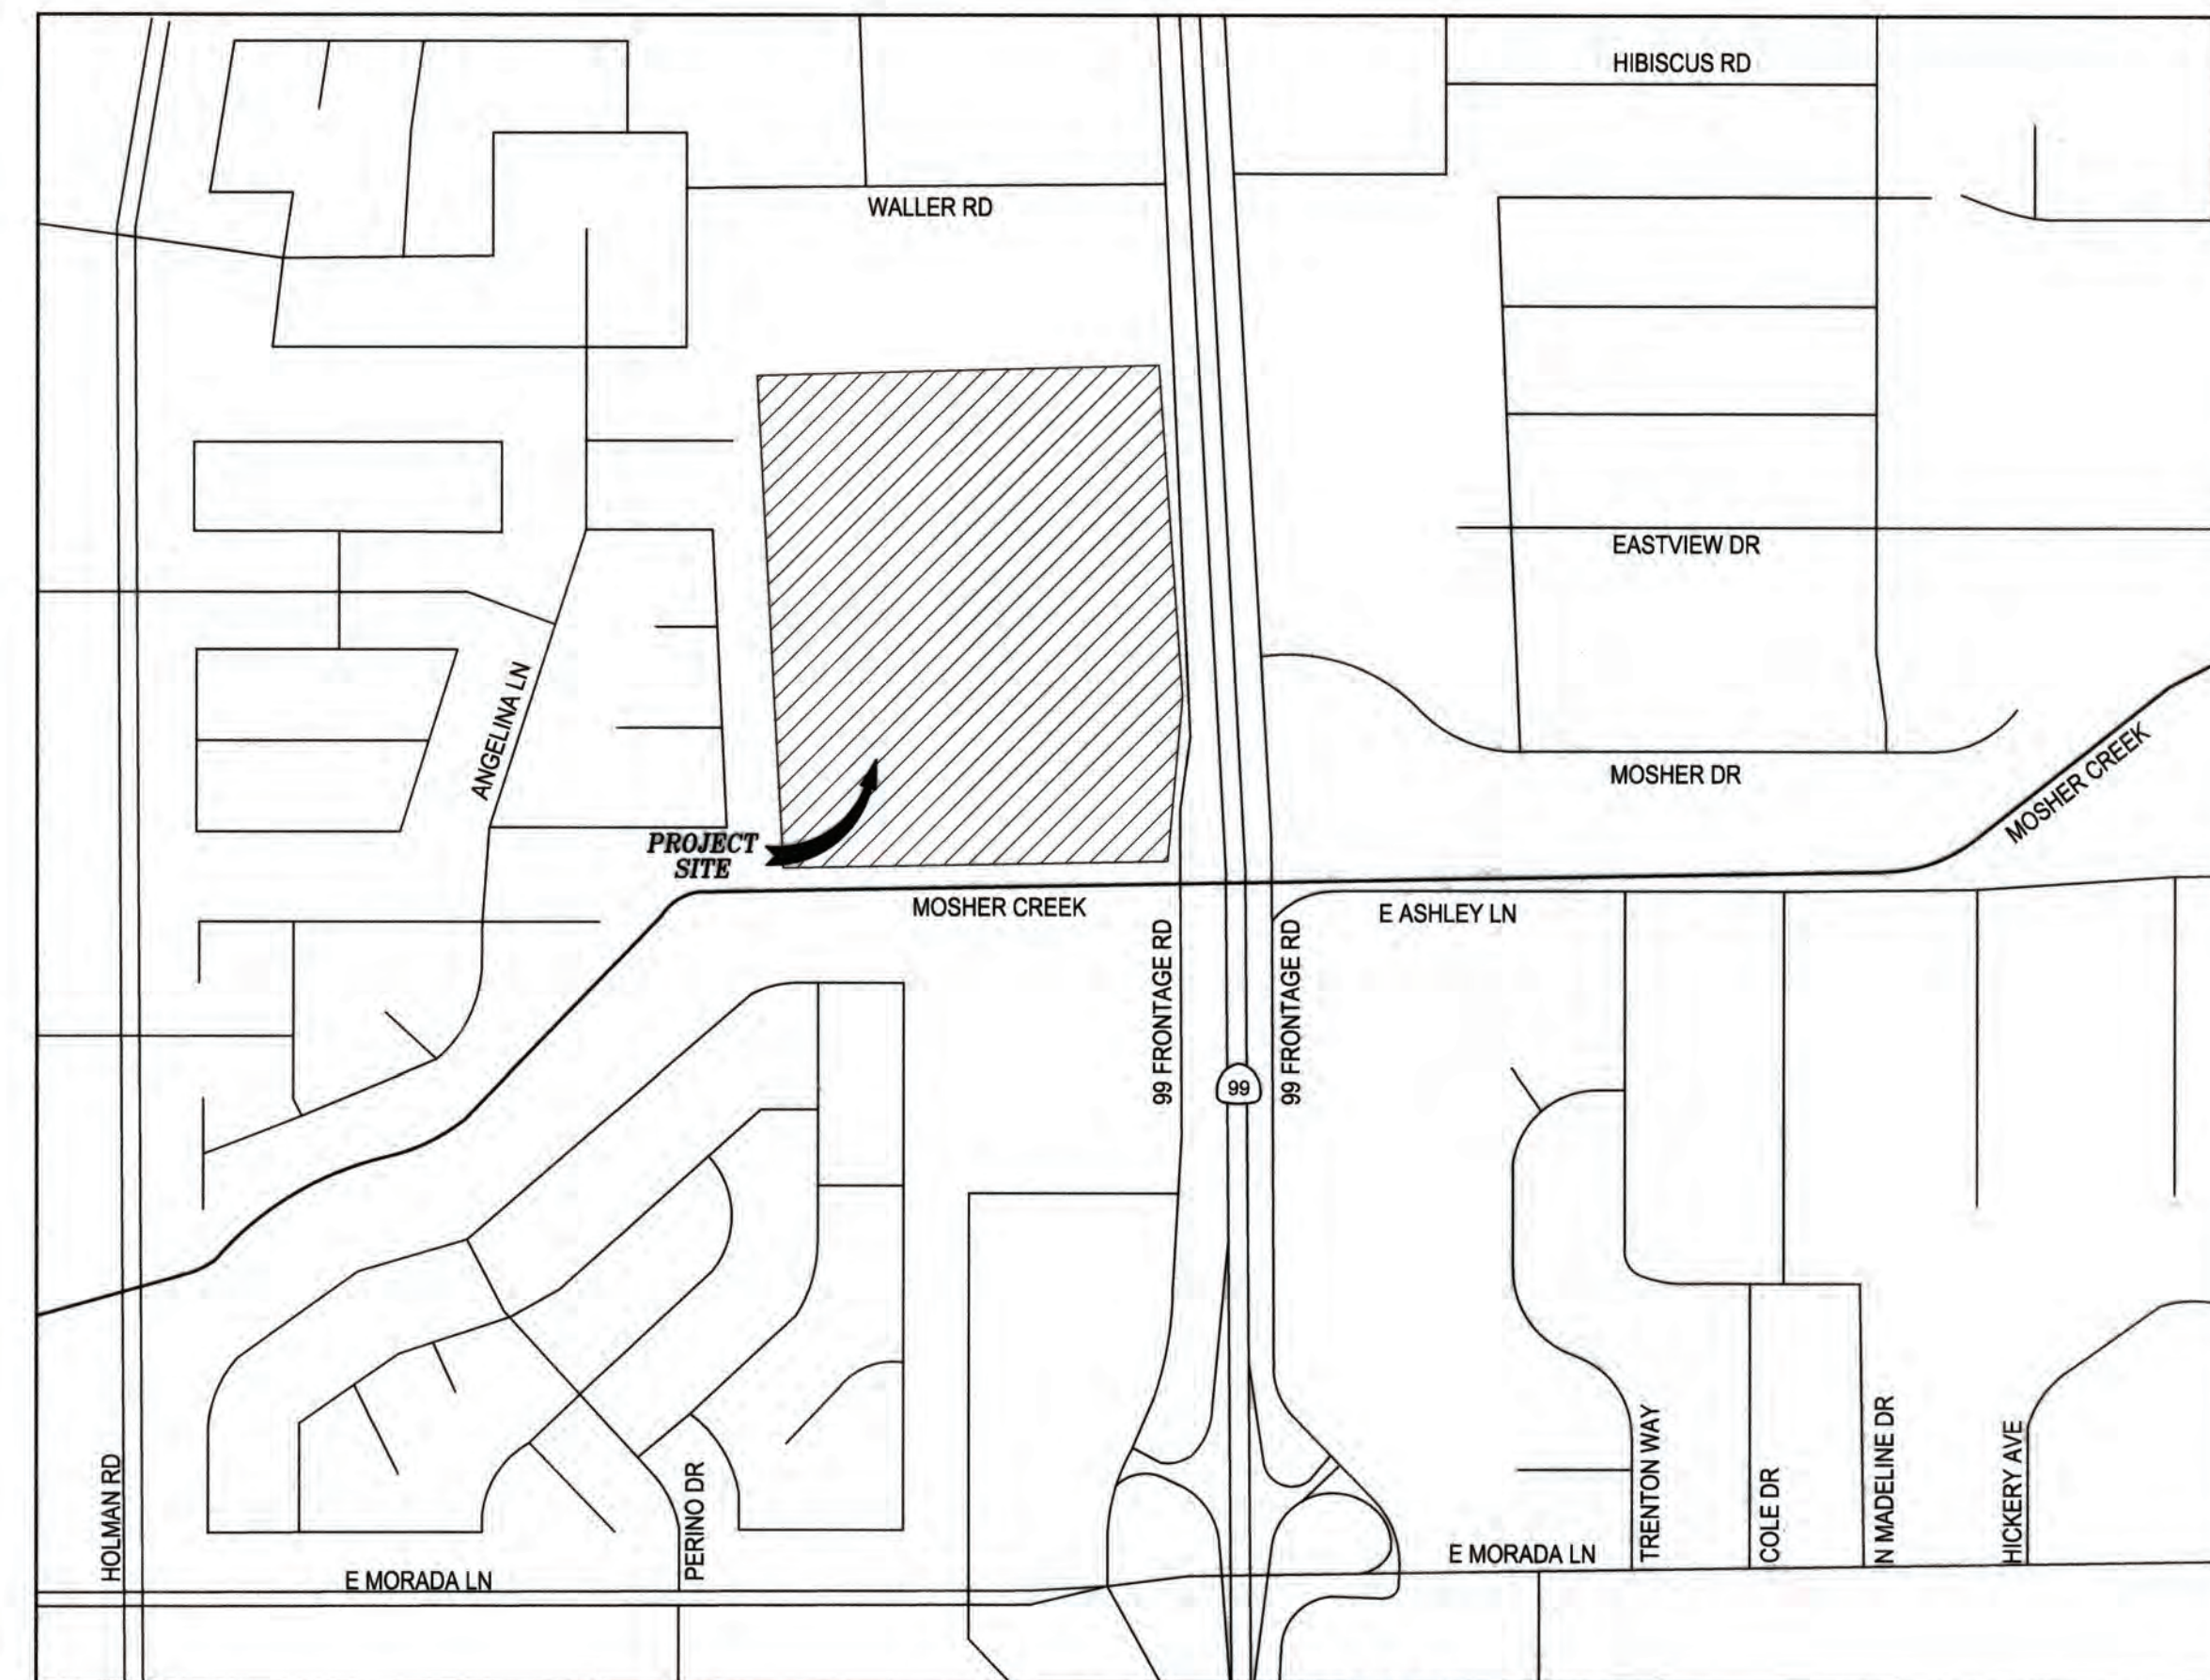 HIBISCUS RD
WALLER RD
EASTVIEW DR
ANGELINA LN
MOSHER DR
MOSHER CREEK
PROJECT
SITE
MOSHER CREEK
E ASHLEY LN
99 FRONTAGE RD
99 FRONTAGE RD
99
HOLMAN RD
E MORADA LN
PERINO DR
E MORADA LN
TRENTON WAY
COLE DR
N MADELINE DR
HICKERY AVE